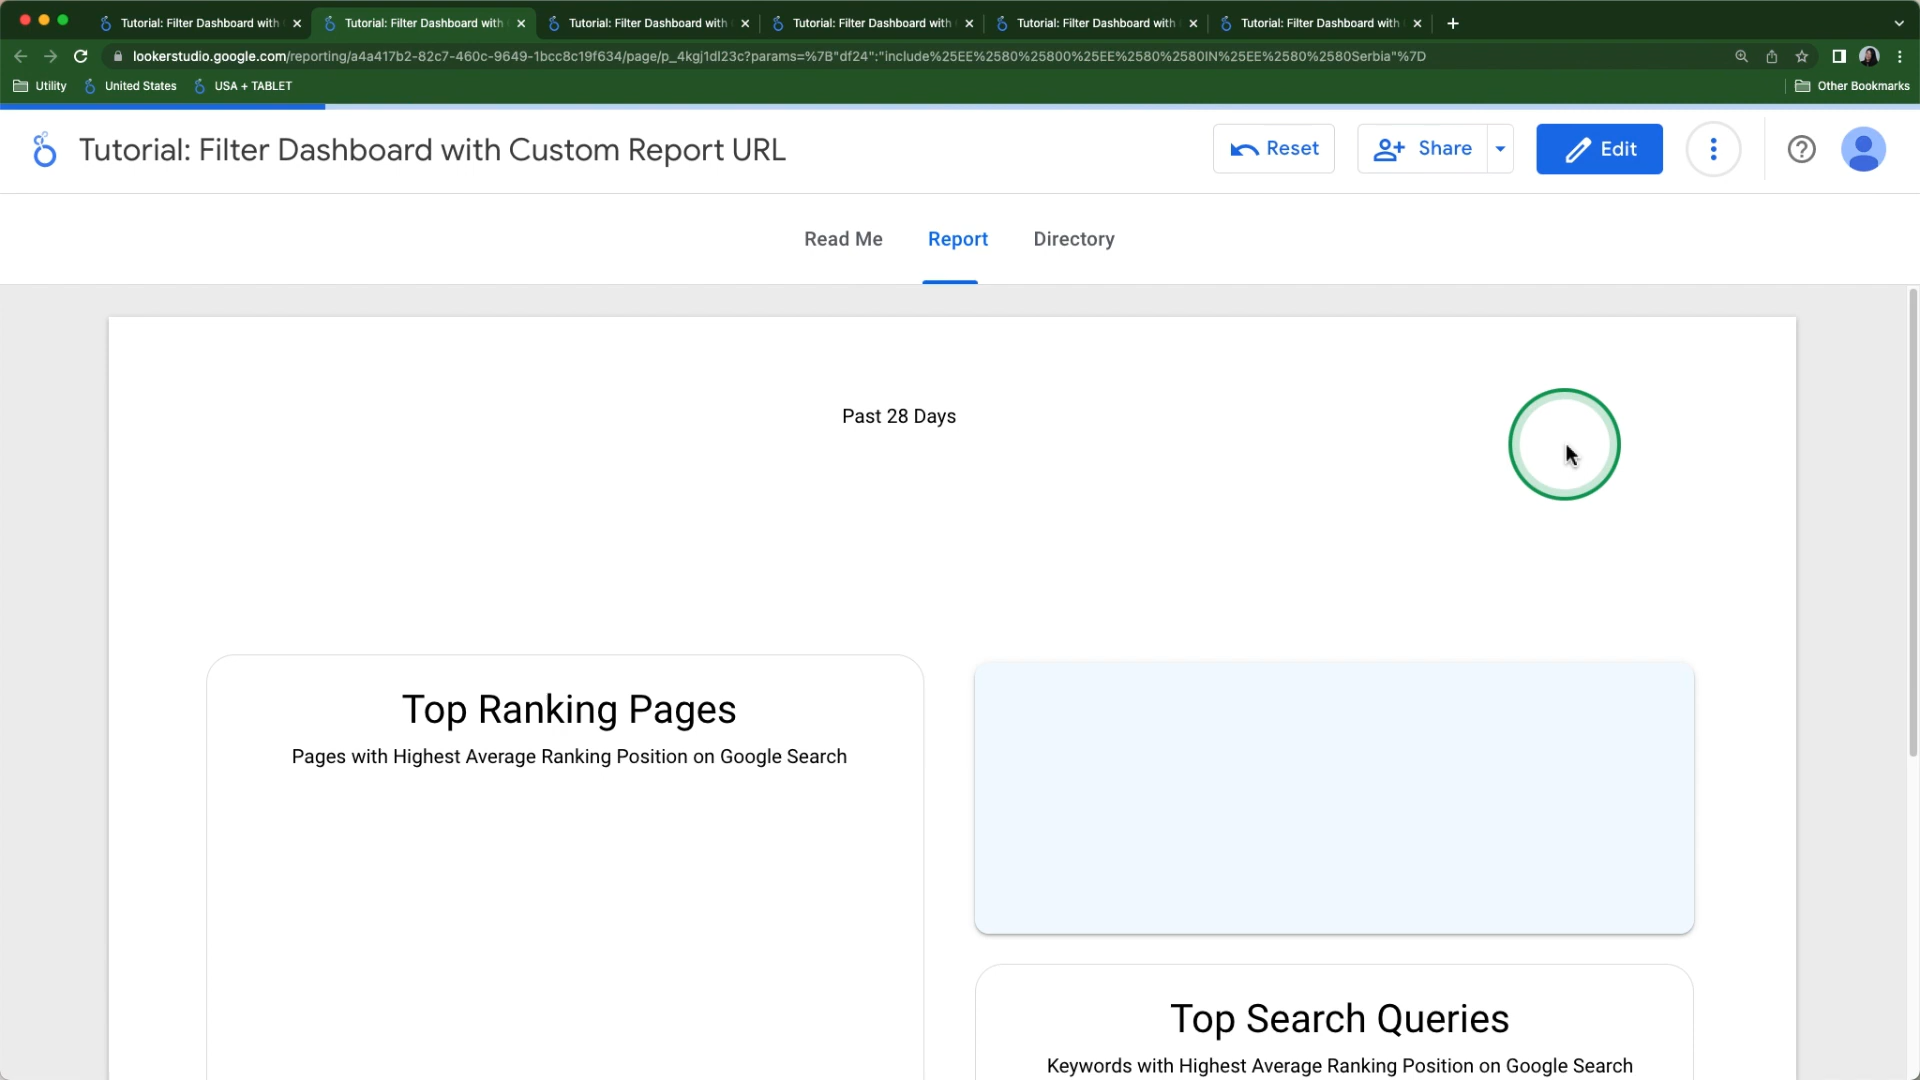 Tutorial: Filter Dashboard with
Tutorial: Filter Dashboard with
Tutorial: Filter Dashboard with
Tutorial: Filter Dashboard with
Tutorial: Filter Dashboard with
Tutorial: Filter Dashboard with
lookerstudio.google.com/reporting/a4a417b2-82c7-460c-9649-1bcc8c19f634/page/p_4kgj1dl23c?params=%7B"df24":"include%25EE%2580%25800%25EE%2580%2580IN%25EE%2580%2580Serbia"%7D
Utility
United States
USA + TABLET
Other Bookmarks
Tutorial: Filter Dashboard with Custom Report URL
Reset
Share
Edit
Read Me
Report
Directory
Past 28 Days
Top Ranking Pages
Pages with Highest Average Ranking Position on Google Search
Top Search Queries
Keywords with Highest Average Ranking Position on Google Search